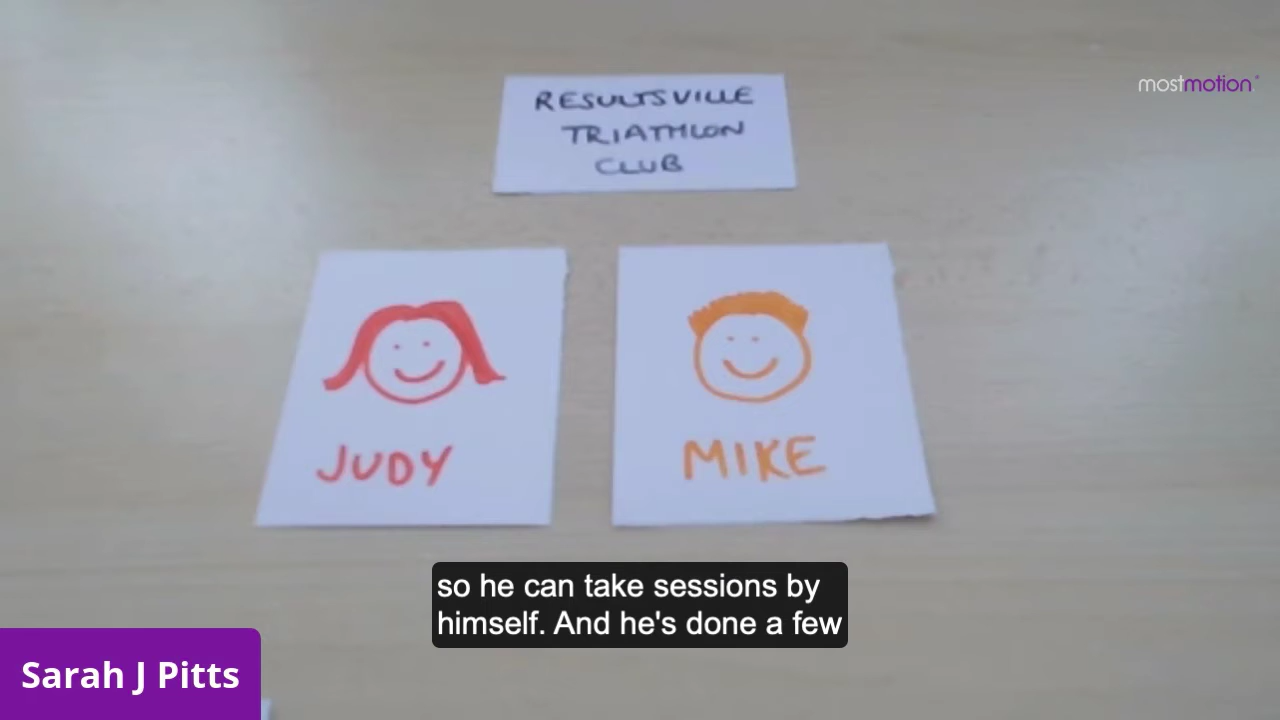 RESULTSVILLE
TRIATHLON
CLUB
mostmotion
JUDY
MIKE
so he can take sessions by
himself. And he's done a few
Sarah J Pitts